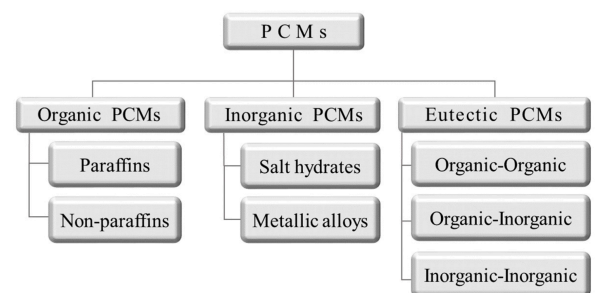 PCMs
Organic PCMs
Inorganic PCMs
Eutectic PCMs
Paraffins
Non-paraffins
Salt hydrates
Metallic alloys
Organic-Organic
Organic-Inorganic
Inorganic-Inorganic